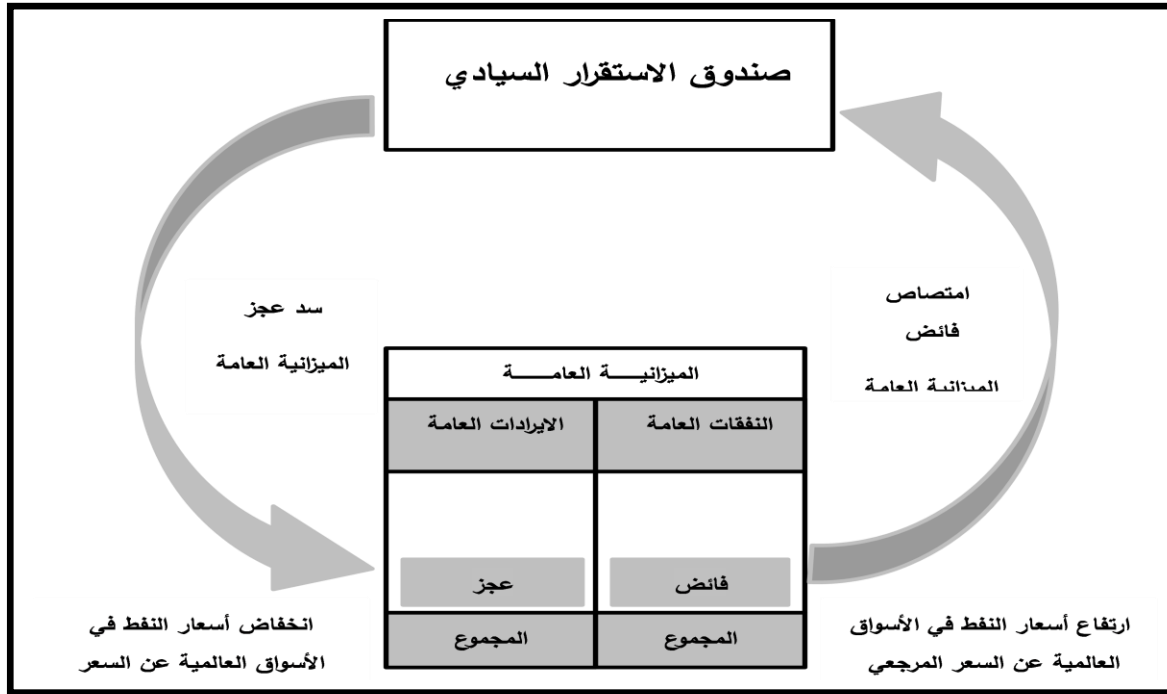 صندوق الاستقرار السيادي
امتصاص
فائض
الميزانية العامة
سد عجز
الميزانية العامة
الميزانيـــــة العامـــــــة
النفقات العامة
الايرادات العامة
فائض
عجز
المجموع
المجموع
ارتفاع أسعار النفط في الأسواق
العالمية عن السعر المرجعي
انخفاض أسعار النفط في
الأسواق العالمية عن السعر